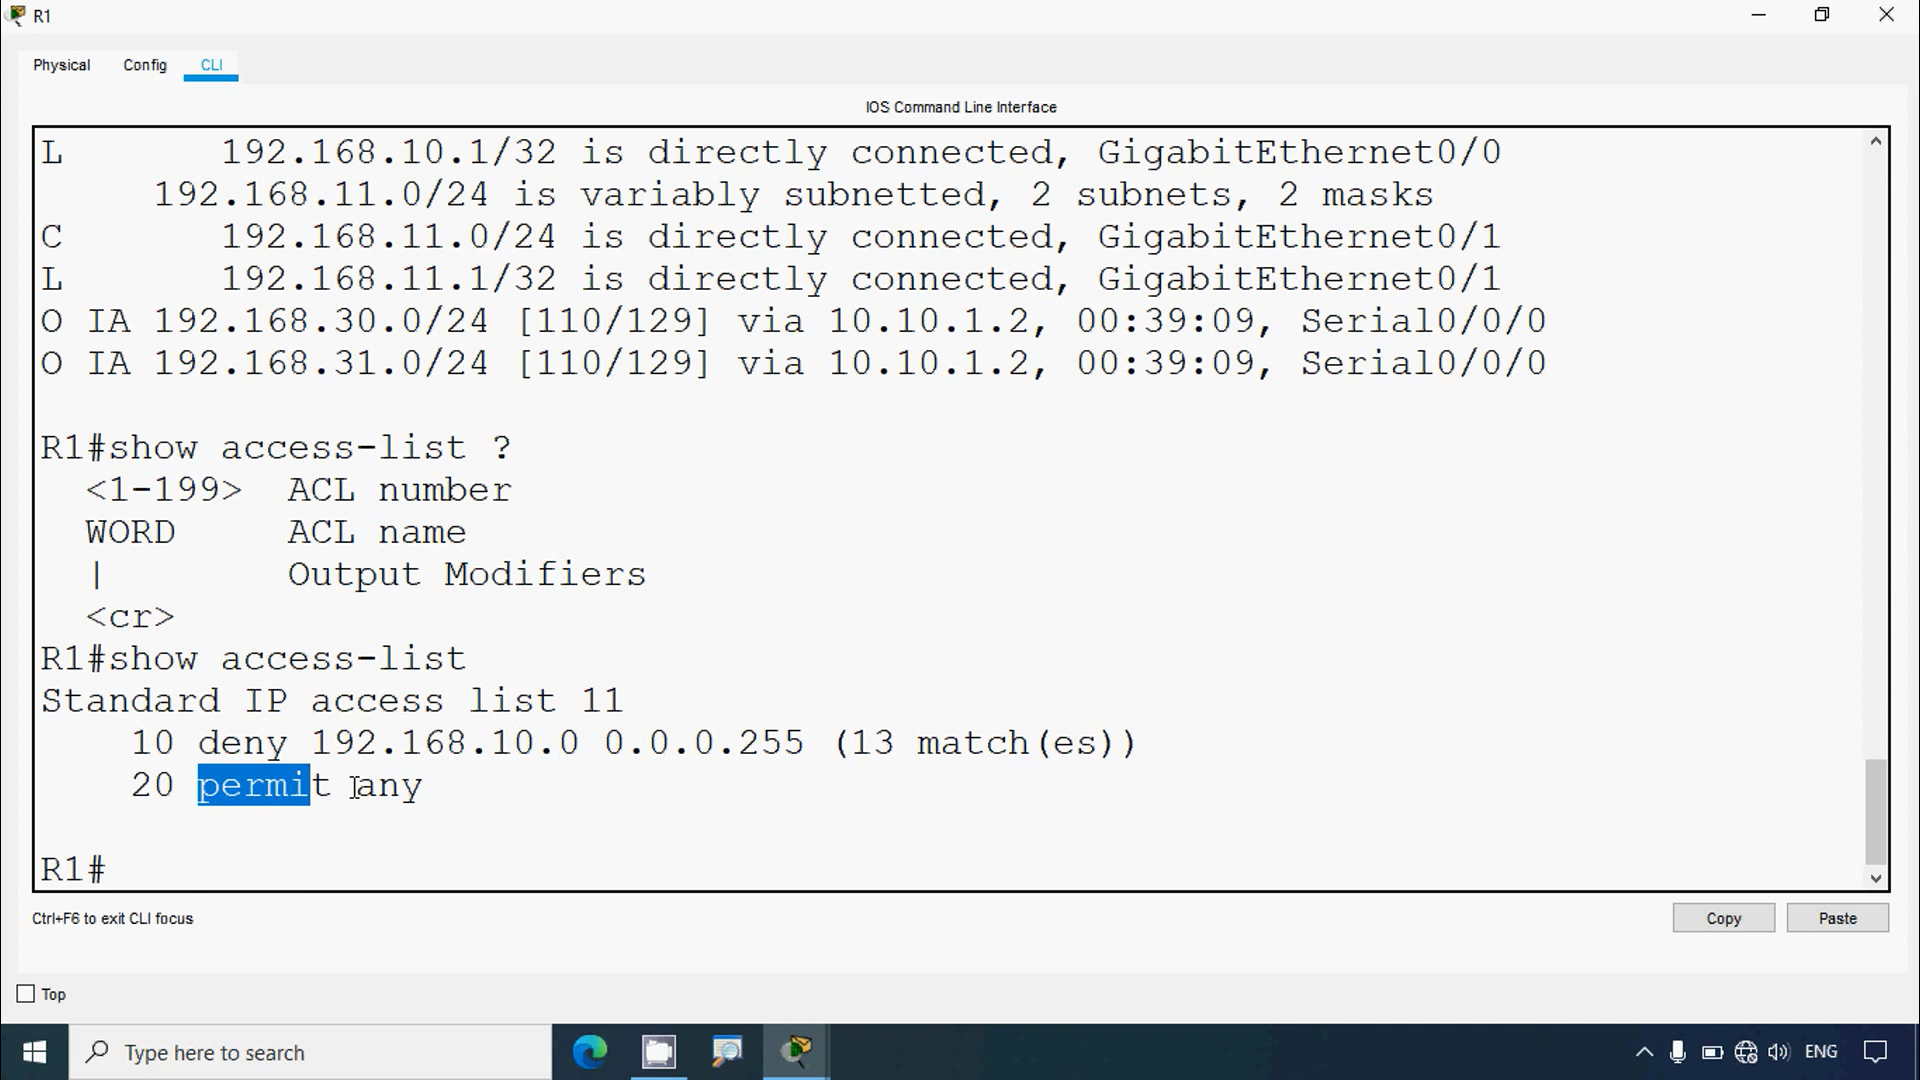 R1
Physical Config CLI
IOS Command Line Interface
L 192.168.10.1/32 is directly connected, GigabitEthernet0/0
192.168.11.0/24 is variably subnetted, 2 subnets, 2 masks
C 192.168.11.0/24 is directly connected, GigabitEthernet0/1
L 192.168.11.1/32 is directly connected, GigabitEthernet0/1
O IA 192.168.30.0/24 [110/129] via 10.10.1.2, 00:39:09, Serial0/0/0
O IA 192.168.31.0/24 [110/129] via 10.10.1.2, 00:39:09, Serial0/0/0
R1#show access-list ?
<1-199> ACL number
WORD ACL name
| Output Modifiers
<cr>
R1#show access-list
Standard IP access list 11
10 deny 192.168.10.0 0.0.0.255 (13 match(es))
20 permit any
R1#
Ctrl+F6 to exit CLI focus
Copy Paste
Top
Type here to search
ENG